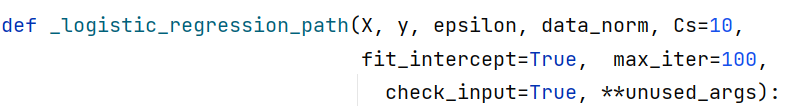 def _logistic_regression_path(X, y, epsilon, data_norm, Cs=10,
fit_intercept=True,  max_iter=100,
check_input=True, **unused_args):